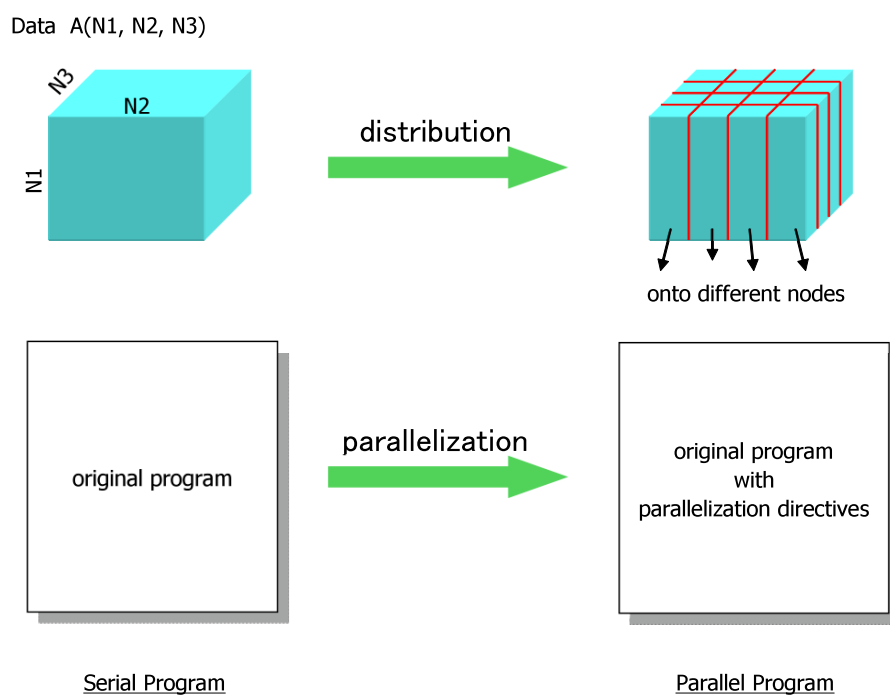 Data A(N1, N2, N3)
N3
N2
N1
distribution
onto different nodes
original program
parallelization
original program
with
parallelization directives
Serial Program
Parallel Program